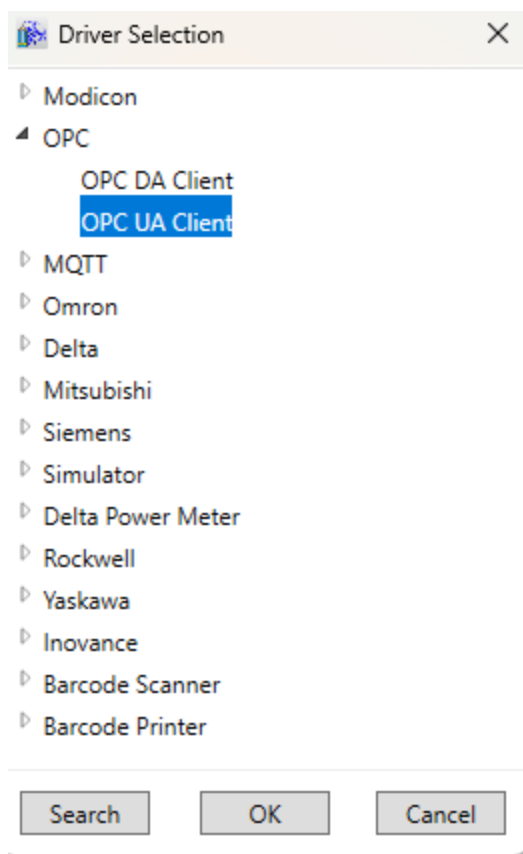 Driver Selection
Modicon
OPC
OPC DA Client
OPC UA Client
MQTT
Omron
Delta
Mitsubishi
Siemens
Simulator
Delta Power Meter
Rockwell
Yaskawa
Inovance
Barcode Scanner
Barcode Printer
Search OK Cancel